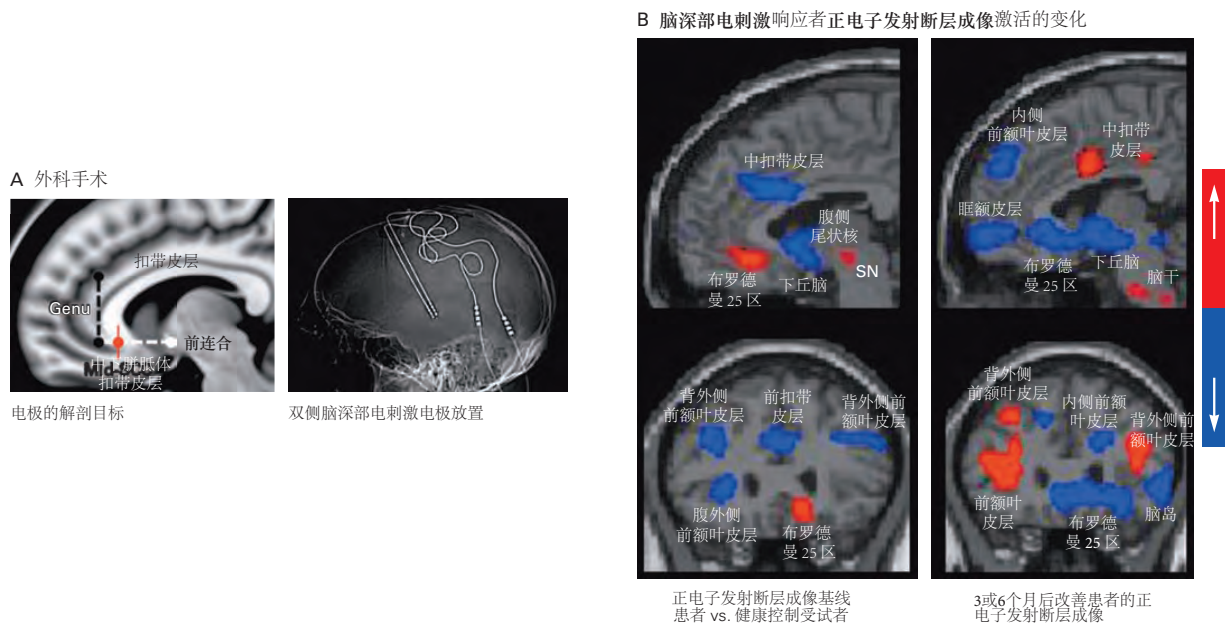 B 脑深部电刺激响应者正电子发射断层成像激活的变化
A 外科手术
扣带皮层
Genu
前连合
胼胝体
扣带皮层
电极的解剖目标
双侧脑深部电刺激电极放置
中扣带皮层
腹侧
尾状核
SN
布罗德
曼 25 区
下丘脑
内侧
前额叶皮层
中扣带
皮层
眶额皮层
布罗德
曼 25 区
下丘脑
脑干
背外侧
前额叶皮层
前扣带
皮层
背外侧前
额叶皮层
腹外侧
前额叶皮层
布罗德
曼 25 区
背外侧
前额叶皮层
内侧前额
叶皮层
背外侧前
额叶皮层
前额叶
皮层
布罗德
曼 25 区
脑岛
正电子发射断层成像基线
患者 vs. 健康控制受试者
3或6个月后改善患者的正
电子发射断层成像